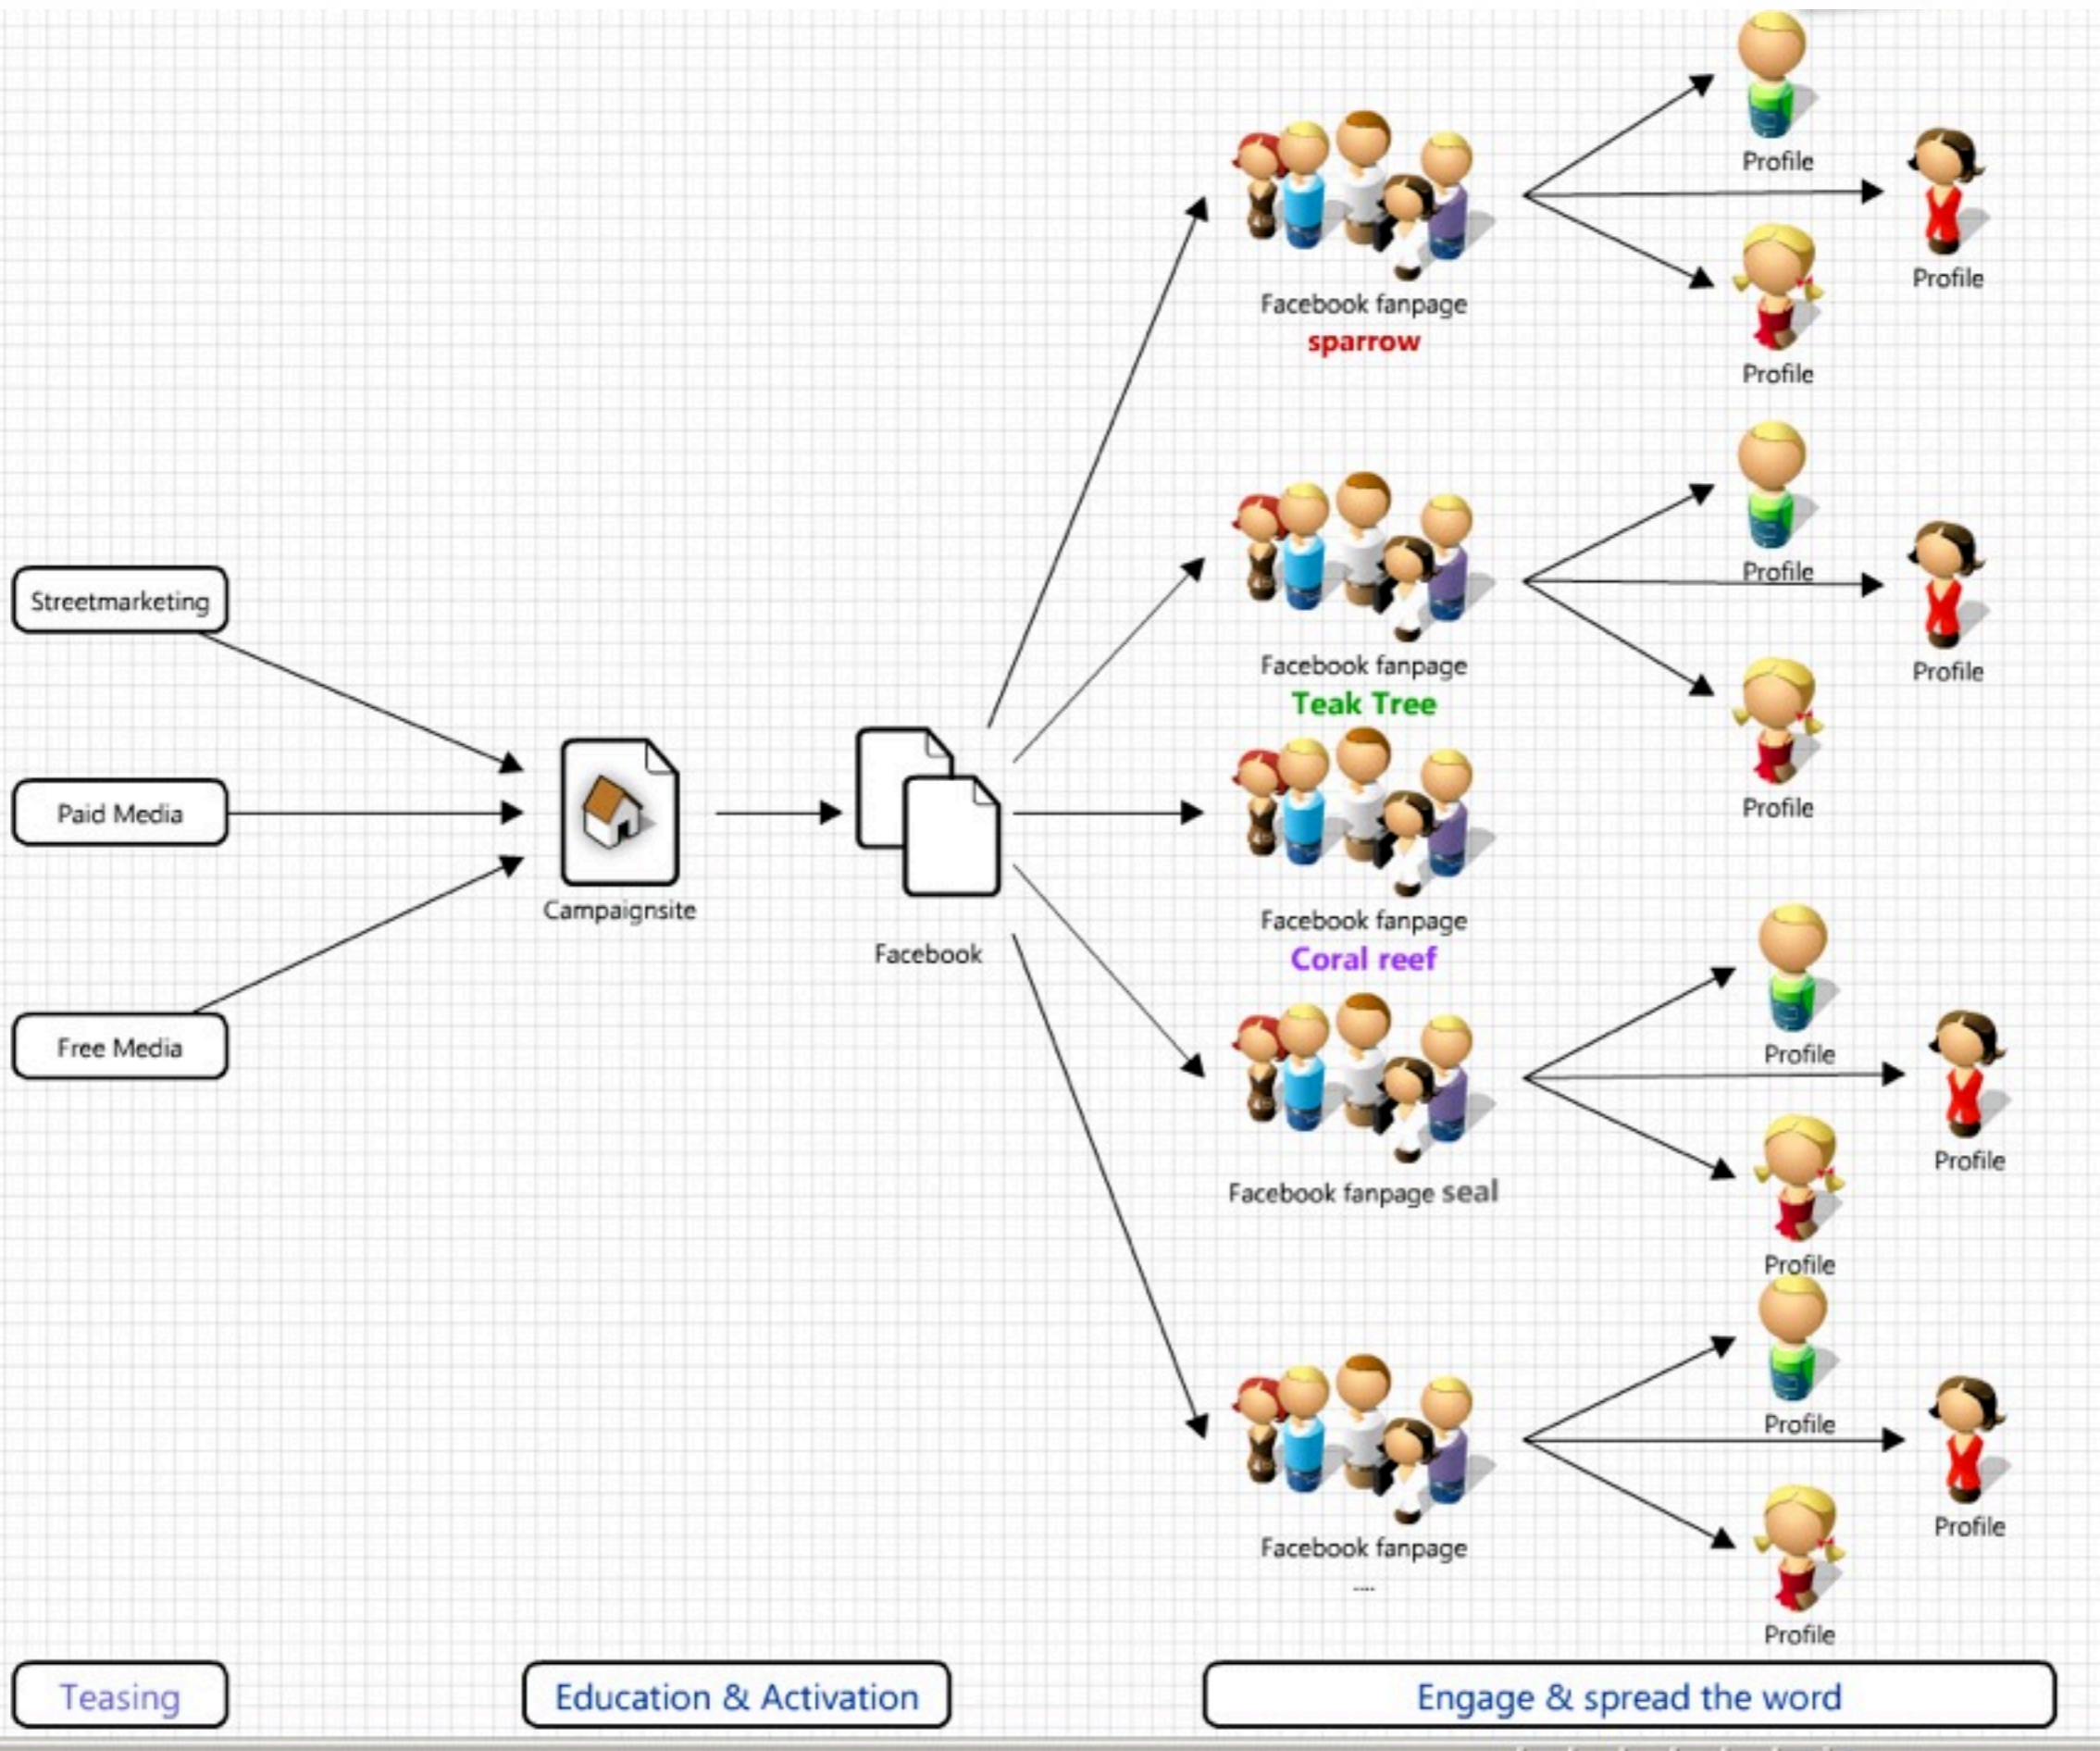 Profile
Profile
Facebook fanpage
sparrow
Profile
Profile
Streetmarketing
Facebook fanpage
Teak Tree
Profile
Paid Media
Profile
Campaignsite
Facebook
Facebook fanpage
Coral reef
Free Media
Profile
Profile
Facebook fanpage seal
Profile
Profile
Profile
Facebook fanpage
....
Profile
Teasing
Education & Activation
Engage & spread the word